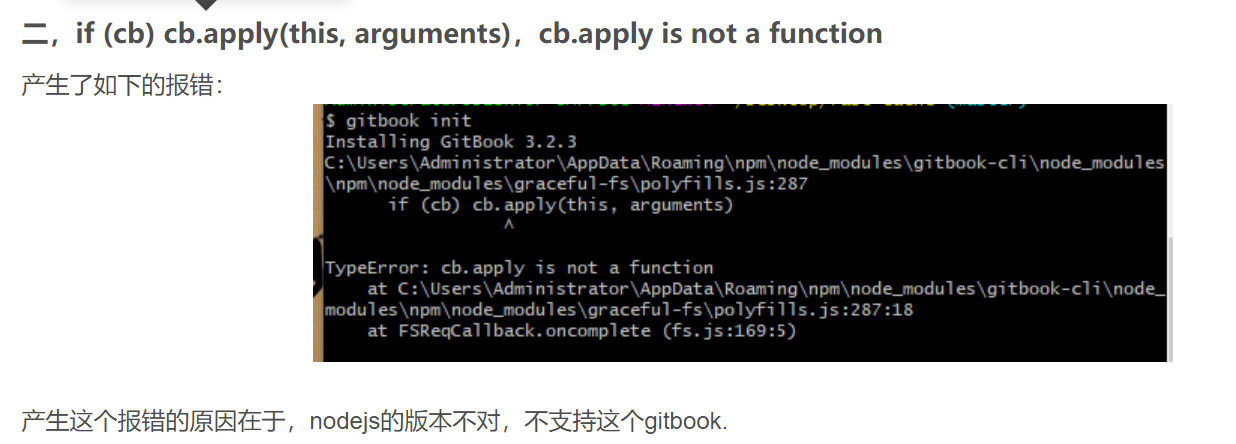 二，if (cb) cb.apply(this, arguments)，cb.apply is not a function
产生了如下的报错：
$ gitbook init
Installing GitBook 3.2.3
C:\Users\Administrator\AppData\Roaming\npm\node_modules\gitbook-cli\node_modules
\npm\node_modules\graceful-fs\polyfills.js:287
if (cb) cb.apply(this, arguments)
^
TypeError: cb.apply is not a function
at C:\Users\Administrator\AppData\Roaming\npm\node_modules\gitbook-cli\node_
modules\npm\node_modules\graceful-fs\polyfills.js:287:18
at FSReqCallback.oncomplete (fs.js:169:5)
产生这个报错的原因在于，nodejs的版本不对，不支持这个gitbook.